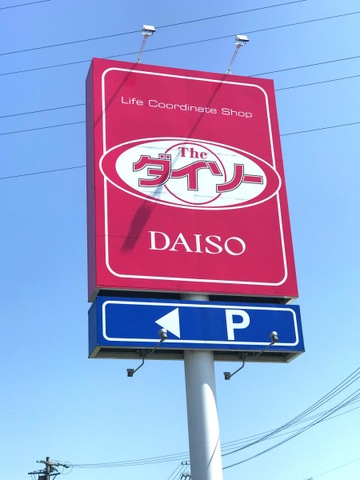 Life Coordinate Shop
The
ダイソー
DAISO
P